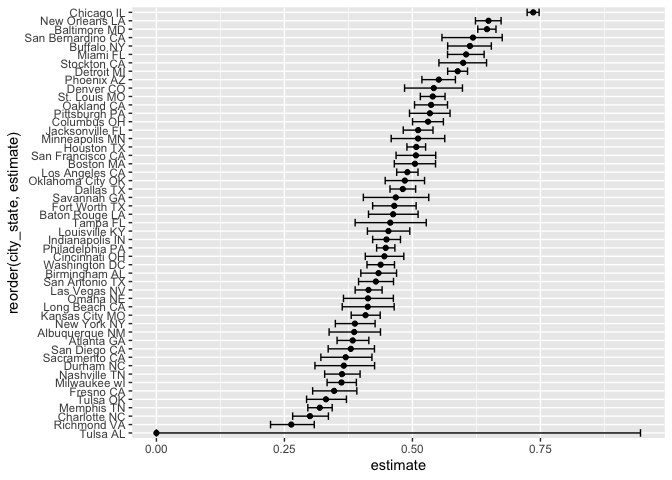 Chicago IL
New Orleans LA
Baltimore MD
San Bernardino CA
Buffalo NY
Miami FL
Stockton CA
Detroit MI
Phoenix AZ
Denver CO
St. Louis MO
Oakland CA
Pittsburgh PA
Columbus OH
Jacksonville FL
Minneapolis MN
Houston TX
San Francisco CA
Boston MA
Los Angeles CA
Oklahoma City OK
Dallas TX
Savannah GA
Fort Worth TX
Baton Rouge LA
Tampa FL
Louisville KY
Indianapolis IN
Philadelphia PA
Cincinnati OH
Washington DC
Birmingham AL
San Antonio TX
Las Vegas NV
Omaha NE
Long Beach CA
Kansas City MO
New York NY
Albuquerque NM
Atlanta GA
San Diego CA
Sacramento CA
Durham NC
Nashville TN
Milwaukee wI
Fresno CA
Tulsa OK
Memphis TN
Charlotte NC
Richmond VA
Tulsa AL
reorder(city_state, estimate)
0.00 0.25 0.50 0.75
estimate